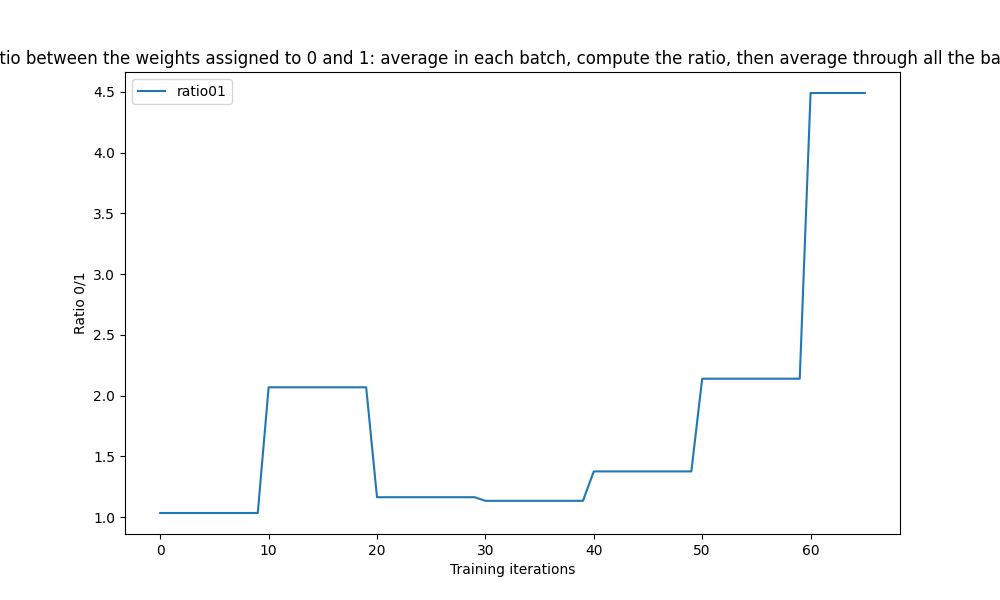 tio between the weights assigned to 0 and 1: average in each batch, compute the ratio, then average through all the ba
ratio01
4.5
4.0
3.5
3.0
2.5
2.0
1.5
1.0
Ratio 0/1
0 10 20 30 40 50 60
Training iterations